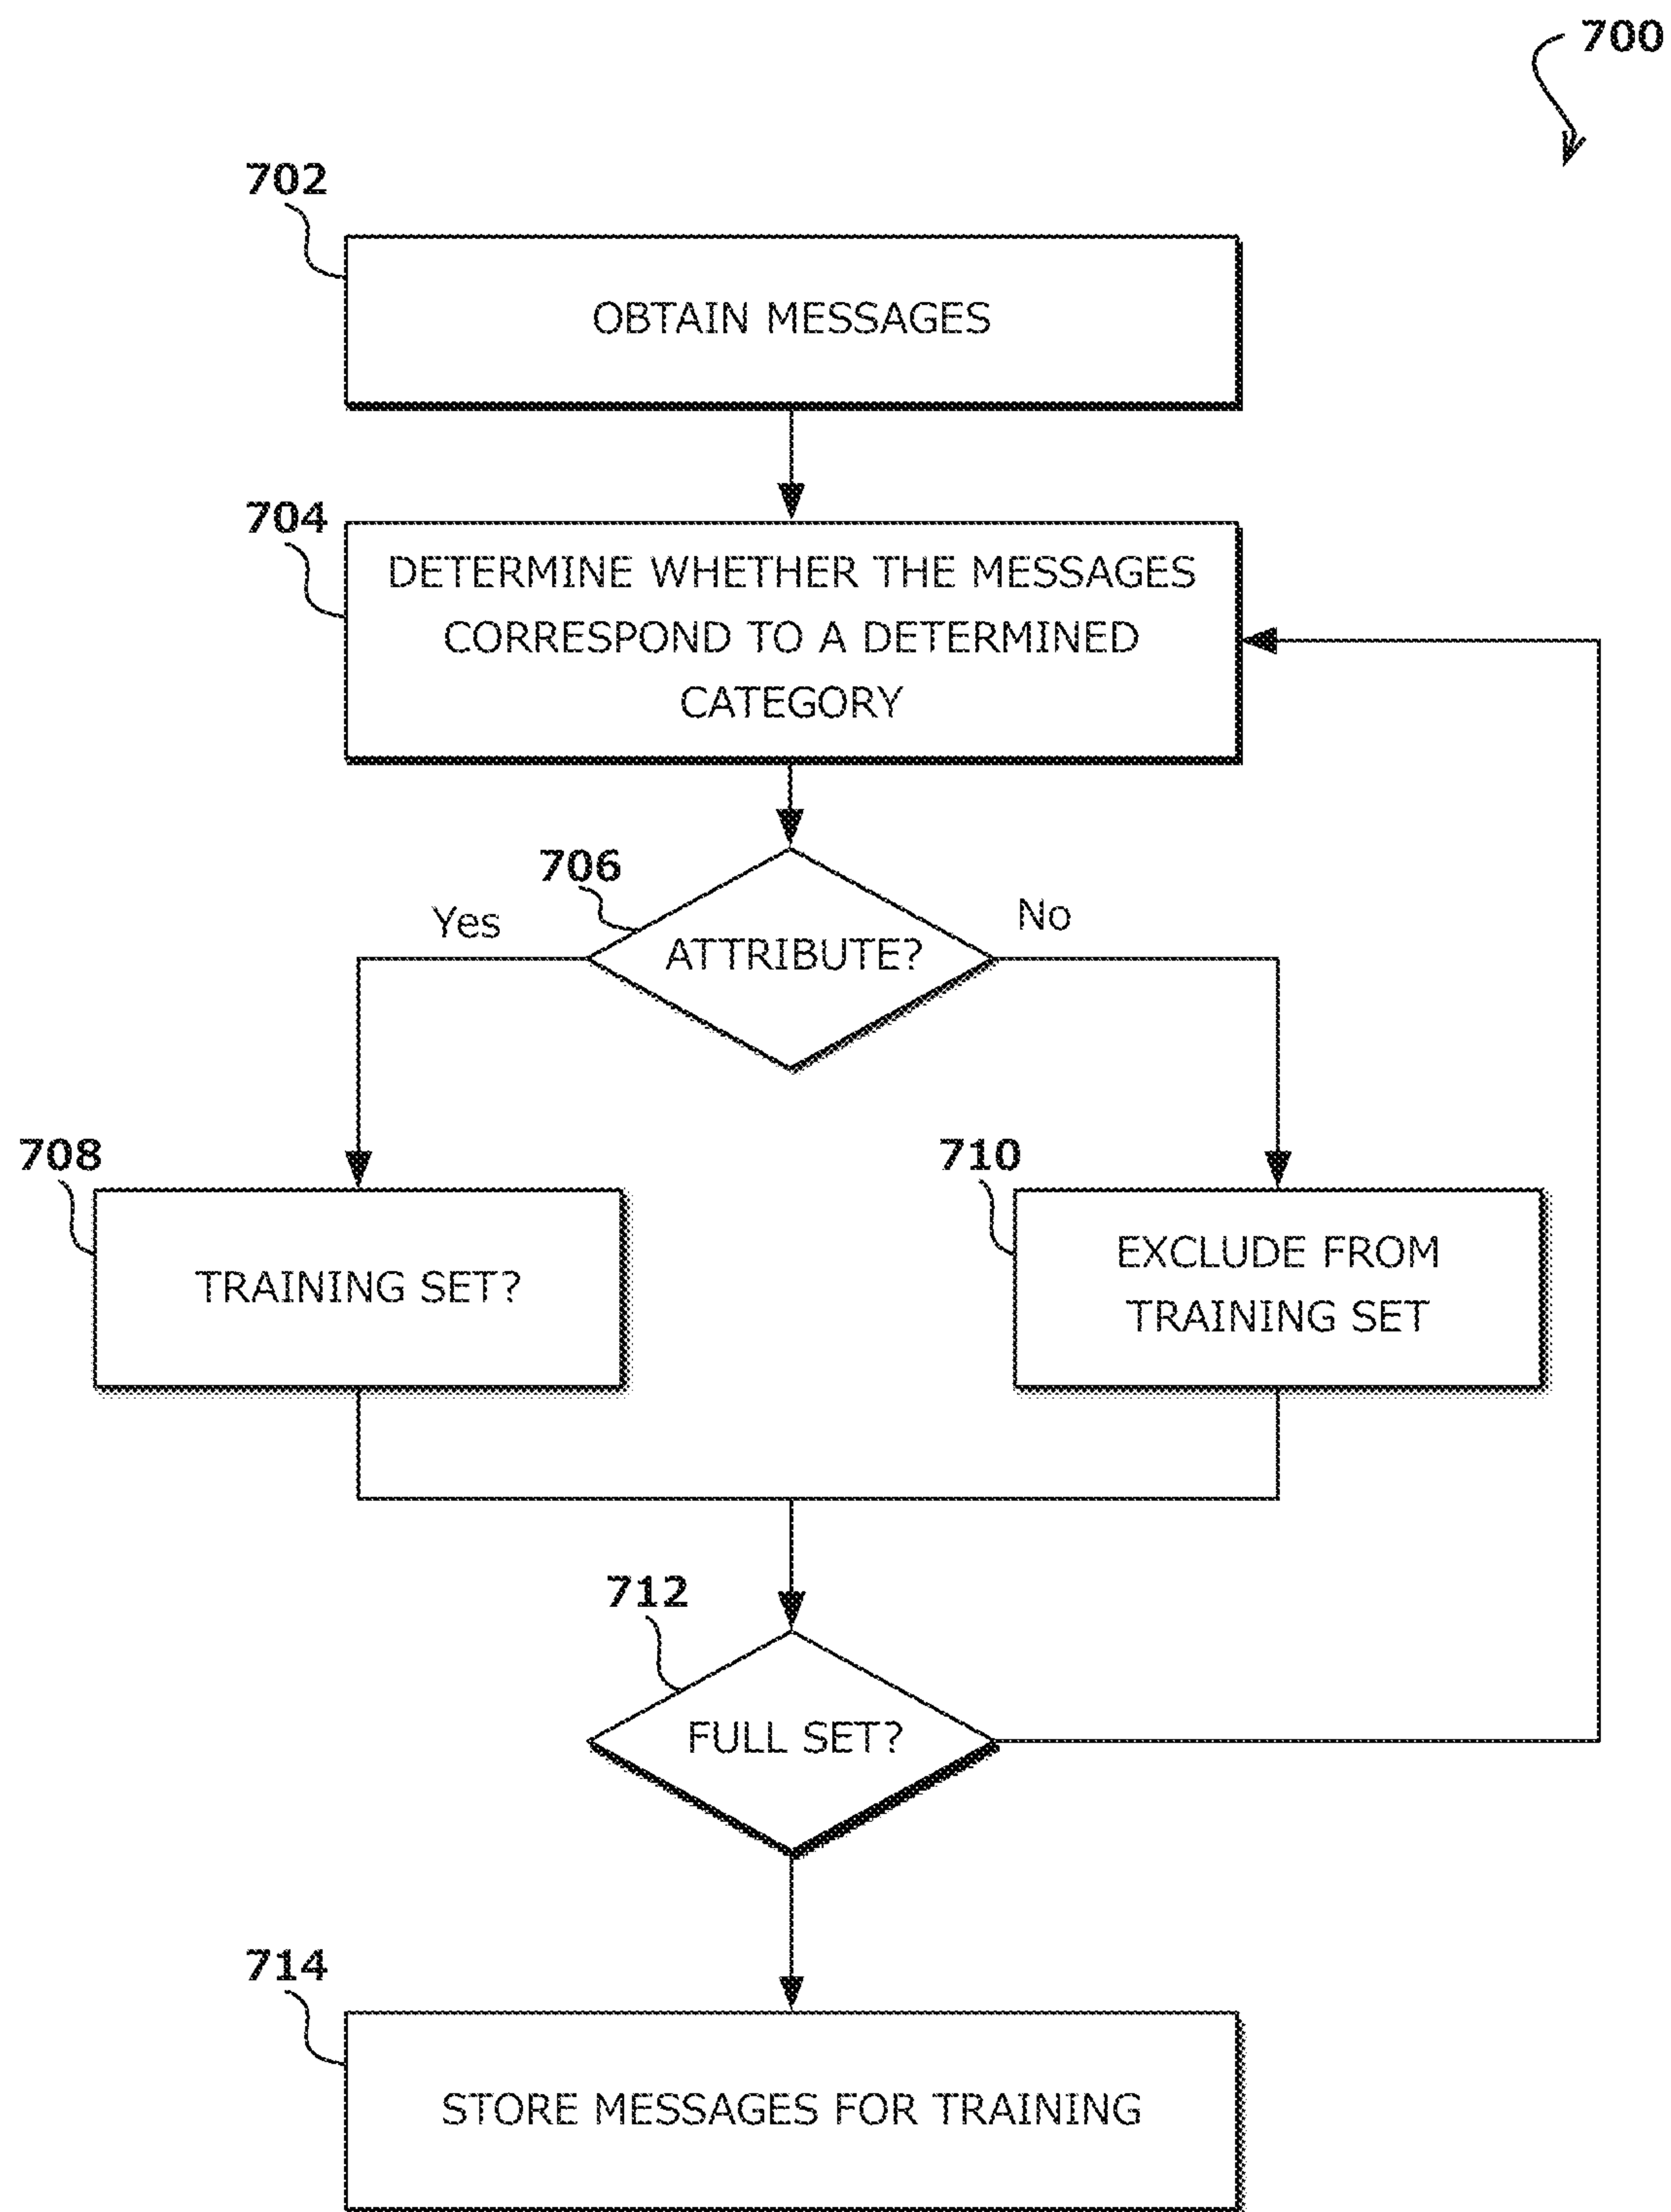 700
702
OBTAIN MESSAGES
704
DETERMINE WHETHER THE MESSAGES
CORRESPOND TO A DETERMINED
CATEGORY
706
Yes
No
ATTRIBUTE?
708
710
TRAINING SET?
EXCLUDE FROM
TRAINING SET
712
FULL SET?
714
STORE MESSAGES FOR TRAINING